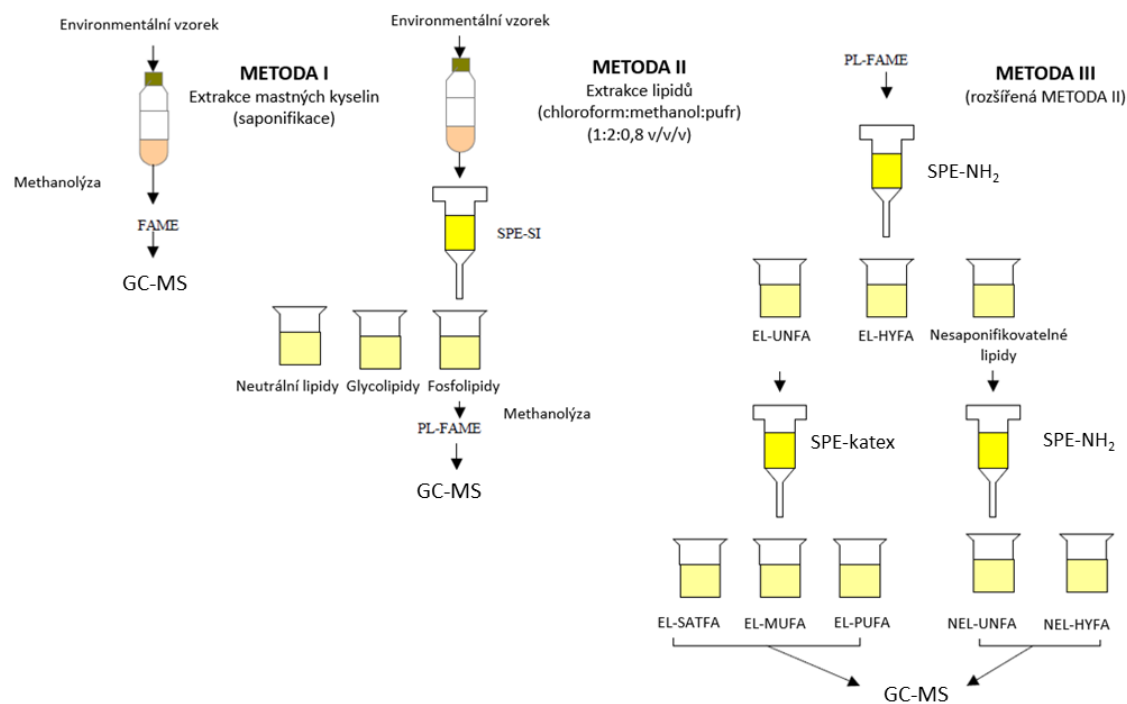 Environmentální vzorek
METODA I
Extrakce mastných kyselin
(saponifikace)
Methanolýza
FAME
GC-MS
Environmentální vzorek
METODA II
Extrakce lipidů
(chloroform:methanol:pufr)
(1:2:0,8 v/v/v)
SPE-SI
Neutrální lipidy
Glycolipidy
Fosfolipidy
Methanolýza
PL-FAME
GC-MS
PL-FAME
METODA III
(rozšířená METODA II)
SPE-NH2
EL-UNFA
EL-HYFA
Nesaponifikovatelné
lipidy
SPE-katex
SPE-NH2
EL-SATFA
EL-MUFA
EL-PUFA
NEL-UNFA
NEL-HYFA
GC-MS